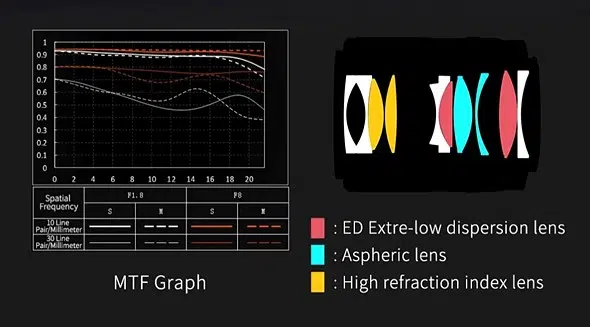 1
0.9
0.8
0.7
0.6
0.5
0.4
0.3
0.2
0.1
0
0 2 4 6 8 10 12 14 16 18 20
Spatial
Frequency
F1.8 F8
S M S M
10 Line
Pair/Millimeter
30 Line
Pair/Millimeter
MTF Graph
: ED Extre-low dispersion lens
: Aspheric lens
: High refraction index lens